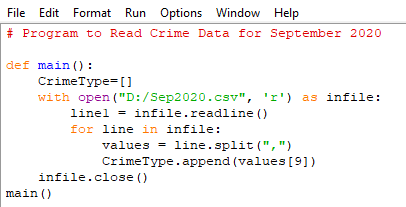 File Edit Format Run Options Window Help
# Program to Read Crime Data for September 2020
def main():
    CrimeType=[]
    with open("D:/Sep2020.csv", 'r') as infile:
        line1 = infile.readline()
        for line in infile:
            values = line.split(",")
            CrimeType.append(values[9])
    infile.close()
main()